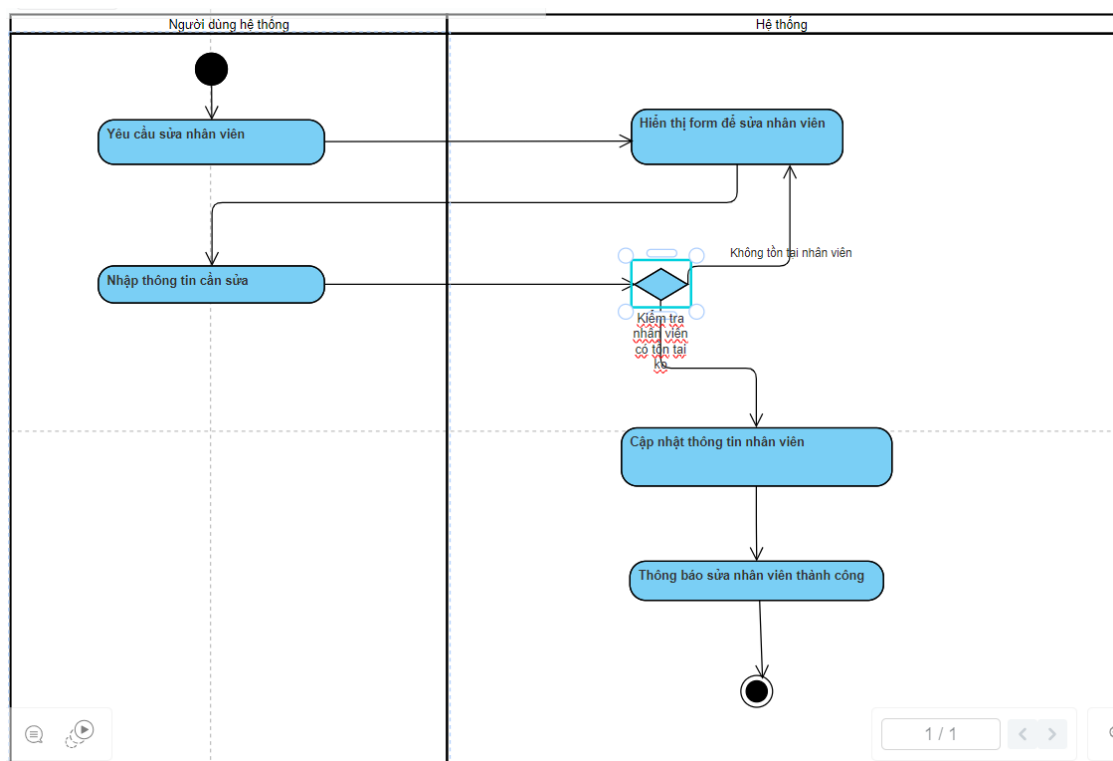 Người dùng hệ thống
Hệ thống
Yêu cầu sửa nhân viên
Hiển thị form để sửa nhân viên
Không tồn tại nhân viên
Nhập thông tin cần sửa
Kiểm tra
nhân viên
có tồn tai
ko
Cập nhật thông tin nhân viên
Thông báo sửa nhân viên thành công
1 / 1